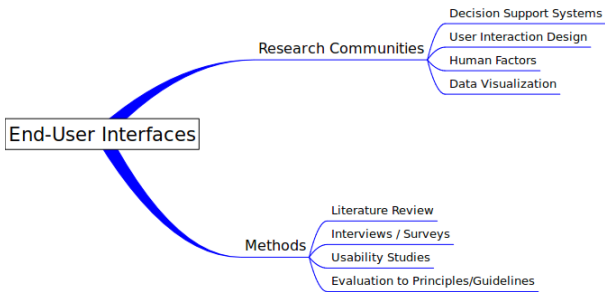 Decision Support Systems
Research Communities
User Interaction Design
Human Factors
Data Visualization
End-User Interfaces
Literature Review
Methods
Interviews / Surveys
Usability Studies
Evaluation to Principles/Guidelines